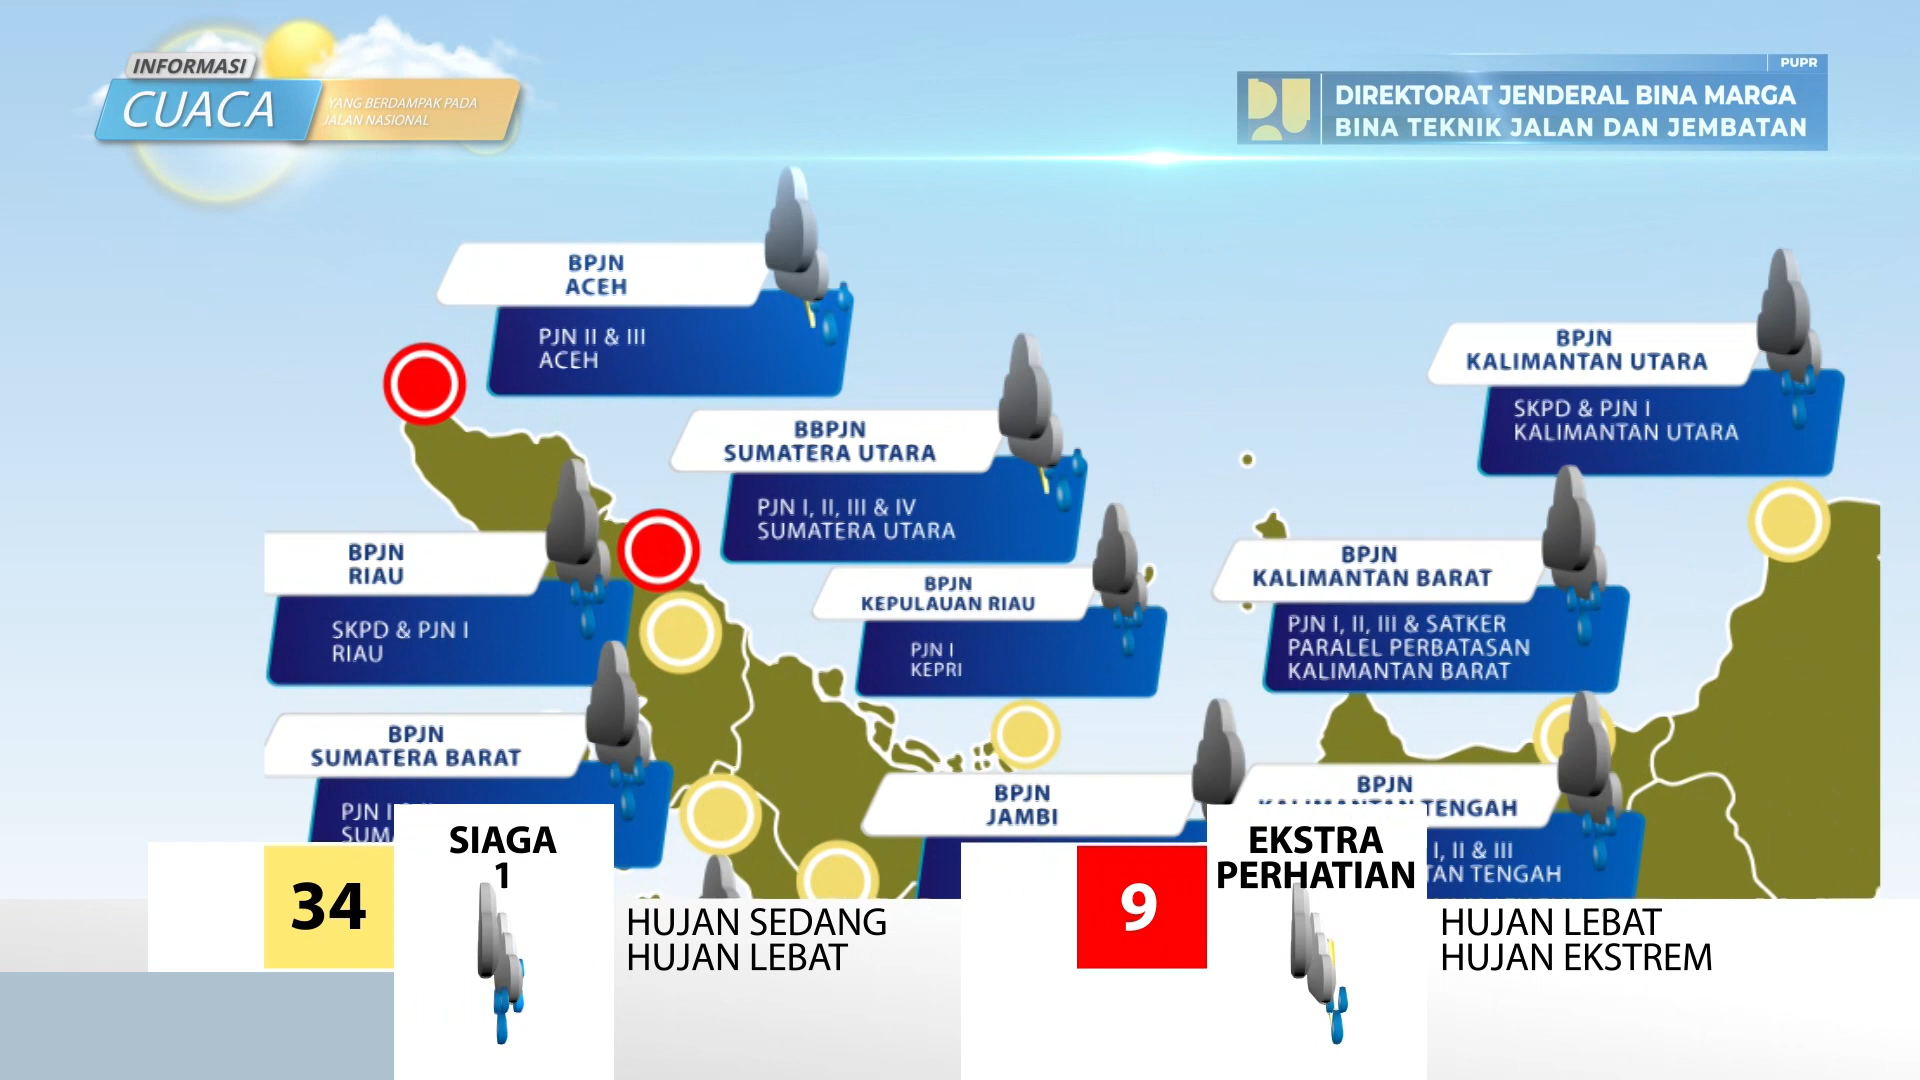 INFORMASI
CUACA
YANG BERDAMPAK PADA
JALAN NASIONAL
PUPR
DIREKTORAT JENDERAL BINA MARGA
BINA TEKNIK JALAN DAN JEMBATAN
BPJN
ACEH
PJN II & III
ACEH
BPJN
KALIMANTAN UTARA
SKPD & PJN I
KALIMANTAN UTARA
BBPJN
SUMATERA UTARA
PJN I, II, III & IV
SUMATERA UTARA
BPJN
RIAU
SKPD & PJN I
RIAU
BPJN
KEPULAUAN RIAU
PJN I
KEPRI
BPJN
KALIMANTAN BARAT
PJN I, II, III & SATKER
PARALEL PERBATASAN
KALIMANTAN BARAT
BPJN
SUMATERA BARAT
PJN I
BPJN
JAMBI
BPJN
KALIMANTAN TENGAH
I, II & III
TENGAH
34
SIAGA
1
HUJAN SEDANG
HUJAN LEBAT
9
EKSTRA
PERHATIAN
HUJAN LEBAT
HUJAN EKSTREM